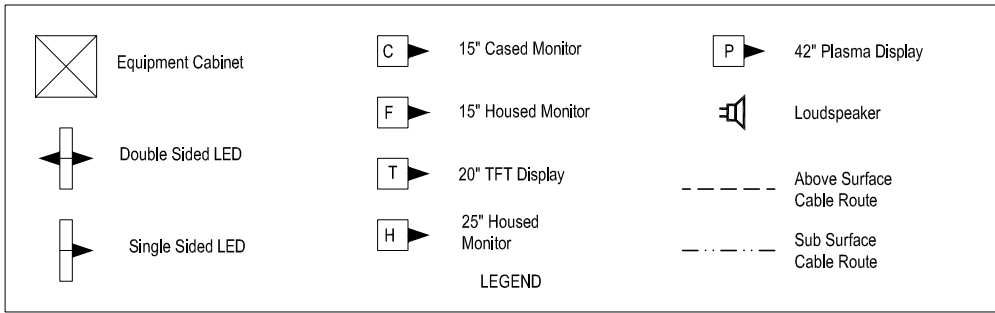 Equipment Cabinet
Double Sided LED
Single Sided LED
C
15" Cased Monitor
F
15" Housed Monitor
T
20" TFT Display
H
25" Housed
Monitor
P
42" Plasma Display
Loudspeaker
Above Surface
Cable Route
Sub Surface
Cable Route
LEGEND